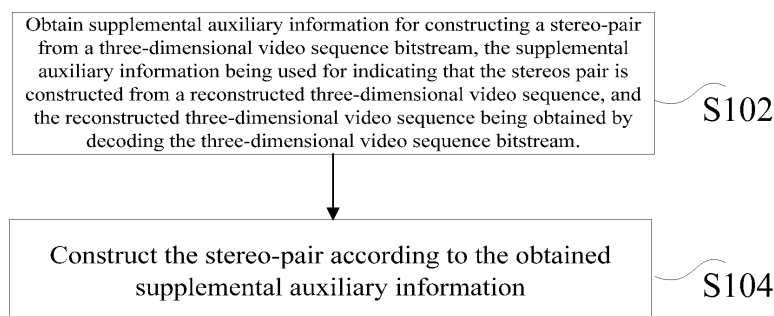 Obtain supplemental auxiliary information for constructing a stereo-pair
from a three-dimensional video sequence bitstream, the supplemental
auxiliary information being used for indicating that the stereos pair is
constructed from a reconstructed three-dimensional video sequence, and
the reconstructed three-dimensional video sequence being obtained by
decoding the three-dimensional video sequence bitstream.
S102
Construct the stereo-pair according to the obtained
supplemental auxiliary information
S104